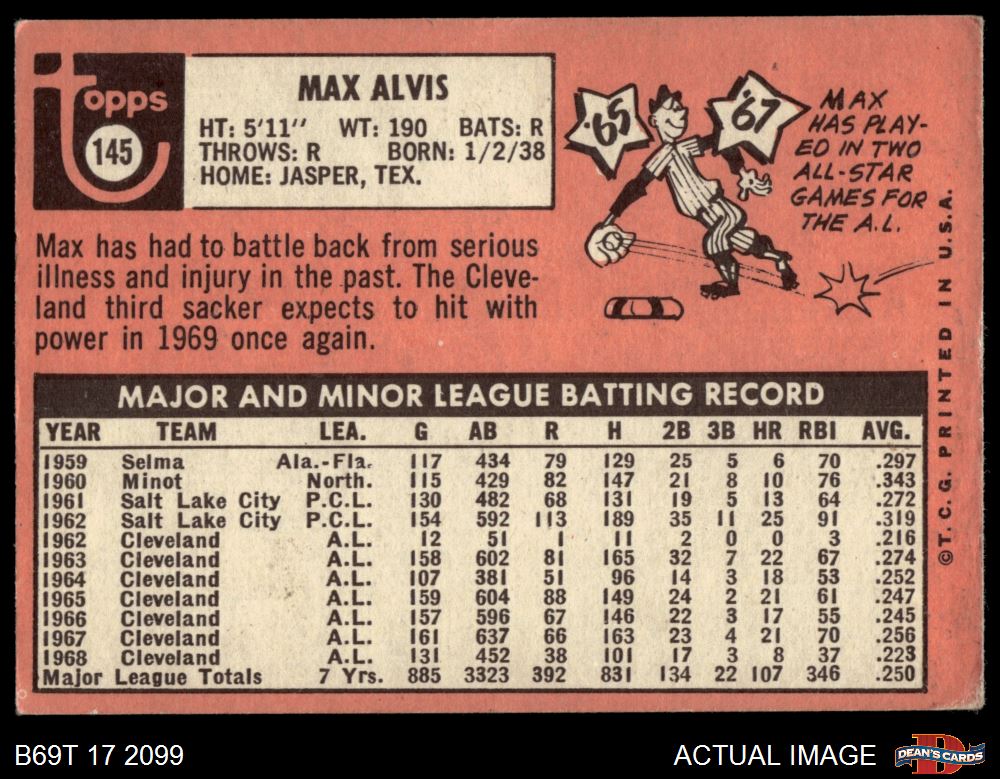 Topps
145
MAX ALVIS
HT: 5'11" WT: 190 BATS: R
THROWS: R BORN: 1/2/38
HOME: JASPER, TEX.
Max has had to battle back from serious
illness and injury in the past. The Cleve-
land third sacker expects to hit with
power in 1969 once again.
'65
'67
MAX
HAS PLAY-
ED IN TWO
ALL-STAR
GAMES FOR
THE A.L.
MAJOR AND MINOR LEAGUE BATTING RECORD
YEAR TEAM LEA. G AB R H 2B 3B HR RBI AVG.
1959 Selma Ala.-Fla. 117 434 79 129 25 5 6 70 .297
1960 Minot North. 115 429 82 147 21 8 10 76 .343
1961 Salt Lake City P.C.L. 130 482 68 131 19 5 13 64 .272
1962 Salt Lake City P.C.L. 154 592 113 189 35 11 25 91 .319
1962 Cleveland A.L. 12 51 1 11 2 0 0 3 .216
1963 Cleveland A.L. 158 602 81 165 32 7 22 67 .274
1964 Cleveland A.L. 107 381 51 96 14 3 18 53 .252
1965 Cleveland A.L. 159 604 88 149 24 2 21 61 .247
1966 Cleveland A.L. 157 596 67 146 22 3 17 55 .245
1967 Cleveland A.L. 161 637 66 163 23 4 21 70 .256
1968 Cleveland A.L. 131 452 38 101 17 3 8 37 .223
Major League Totals 7 Yrs. 885 3323 392 831 134 22 107 346 .250
©T. C. G. PRINTED IN U.S.A.
B69T 17 2099
ACTUAL IMAGE
DEAN'S CARDS